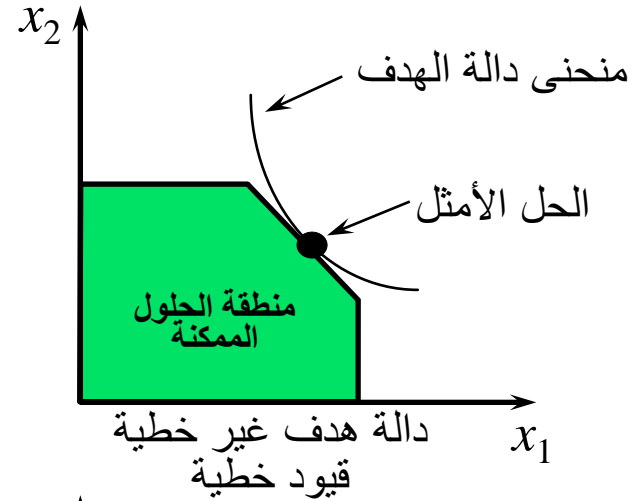 x₂
منحنى دالة الهدف
الحل الأمثل
منطقة الحلول
الممكنة
x₁
دالة هدف غير خطية
قيود خطية